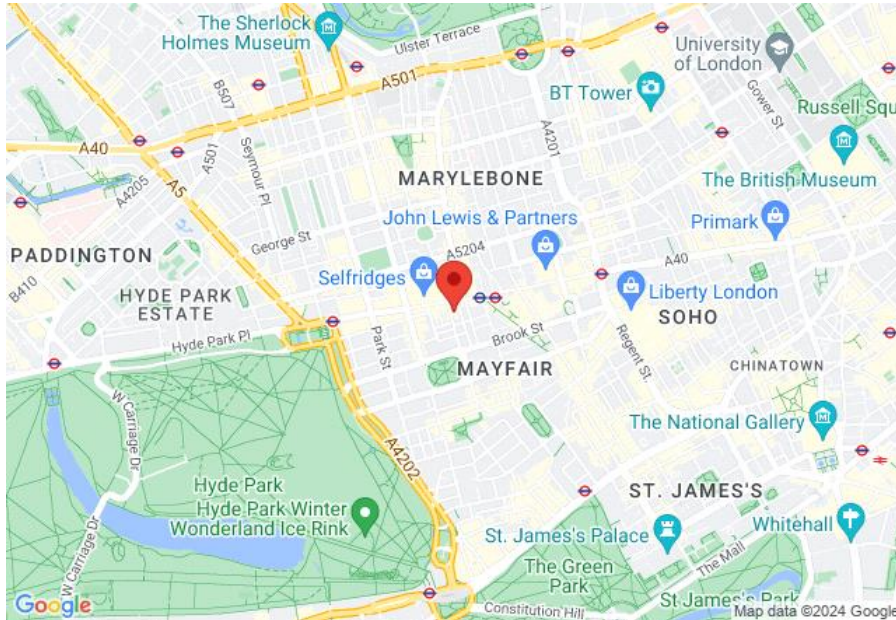 The Sherlock
Holmes Museum
Ulster Terrace
University
of London
A501
B507
BT Tower
Gower St
Russell Squ
A4201
A40
A501
Seymour Pl
A4205
A5
MARYLEBONE
The British Museum
John Lewis & Partners
Primark
George St
A5204
A40
PADDINGTON
Selfridges
B410
HYDE PARK
ESTATE
Liberty London
SOHO
Hyde Park Pl
Park St
Brook St
Regent St.
MAYFAIR
CHINATOWN
W Carriage Dr
The National Gallery
A4202
Hyde Park
Hyde Park Winter
Wonderland Ice Rink
ST. JAMES'S
St. James's Palace
Whitehall
W Carriage Dr
The Green
Park
The Mall
St James's Park
Constitution Hill
Google
Map data ©2024 Google